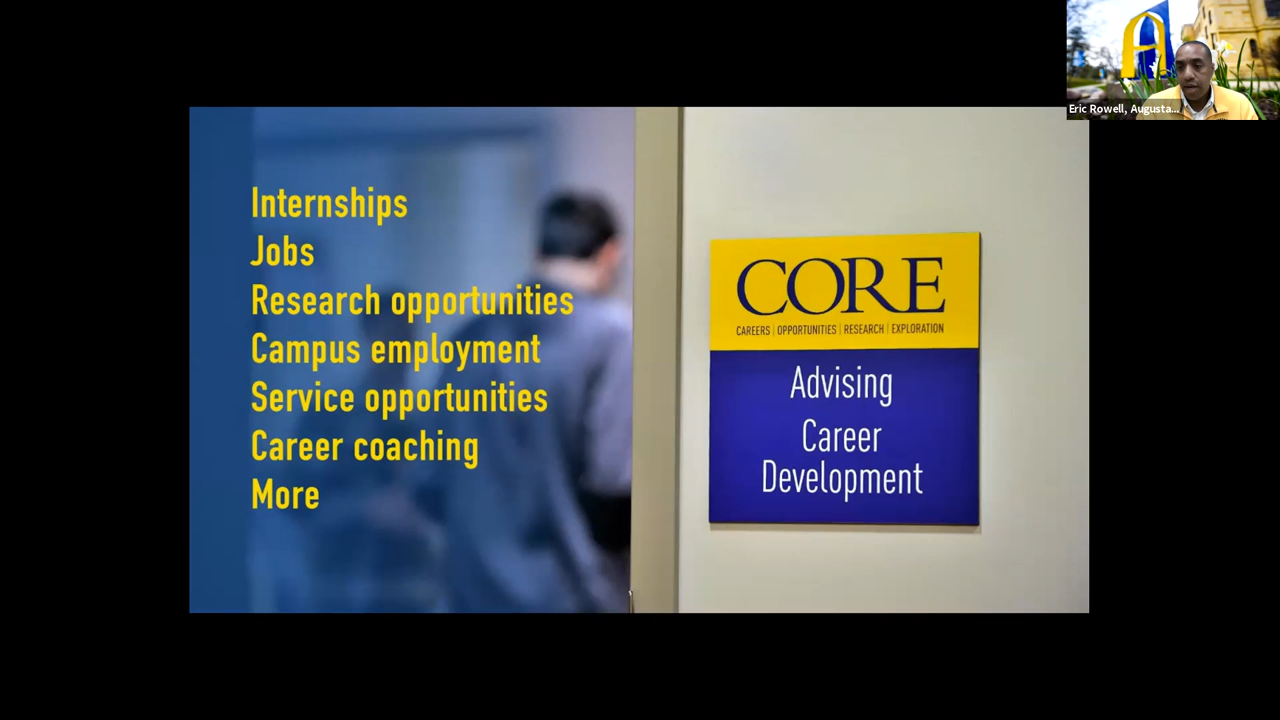 Eric Rowell, Augusta...
Internships
Jobs
Research opportunities
Campus employment
Service opportunities
Career coaching
More
CORE
CAREERS | OPPORTUNITIES | RESEARCH | EXPLORATION
Advising
Career
Development